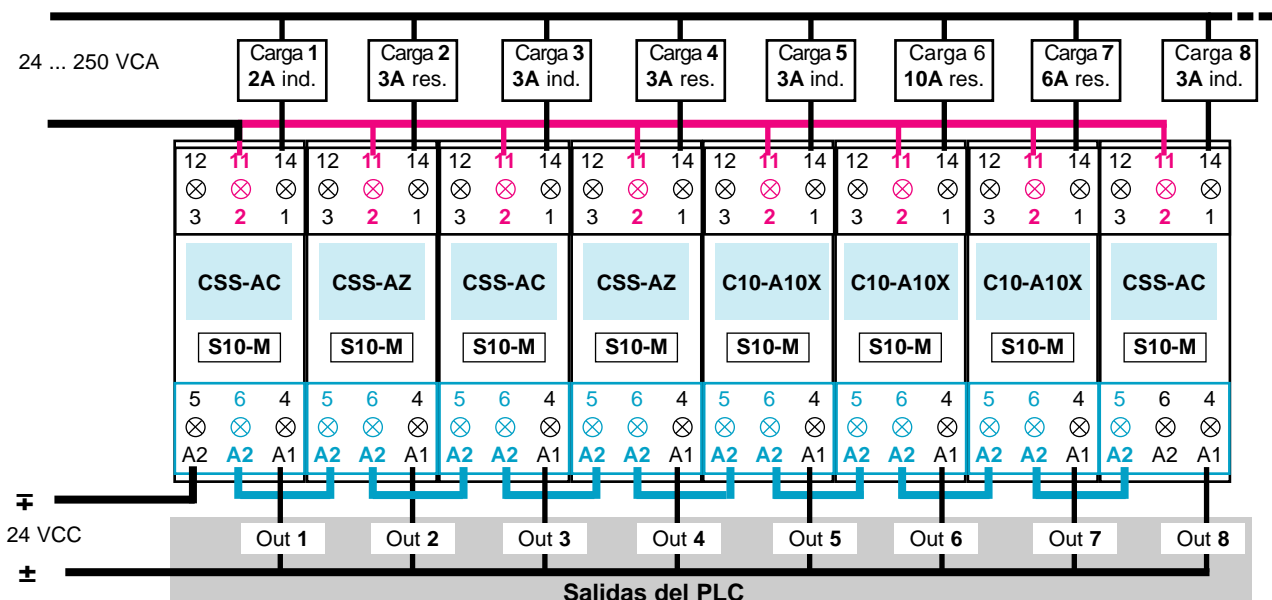 Carga 1 Carga 2 Carga 3 Carga 4 Carga 5 Carga 6 Carga 7 Carga 8
24 ... 250 VCA
2A ind. 3A res. 3A ind. 3A res. 3A ind. 10A res. 6A res. 3A ind.
12 11 14 12 11 14 12 11 14 12 11 14 12 11 14 12 11 14 12 11 14 12 11 14
3 2 1 3 2 1 3 2 1 3 2 1 3 2 1 3 2 1 3 2 1 3 2 1
CSS-AC CSS-AZ CSS-AC CSS-AZ C10-A10X C10-A10X C10-A10X CSS-AC
S10-M S10-M S10-M S10-M S10-M S10-M S10-M S10-M
5 6 4 5 6 4 5 6 4 5 6 4 5 6 4 5 6 4 5 6 4 5 6 4
A2 A2 A1 A2 A2 A1 A2 A2 A1 A2 A2 A1 A2 A2 A1 A2 A2 A1 A2 A2 A1 A2 A2 A1
∓
24 VCC
Out 1 Out 2 Out 3 Out 4 Out 5 Out 6 Out 7 Out 8
±
Salidas del PLC